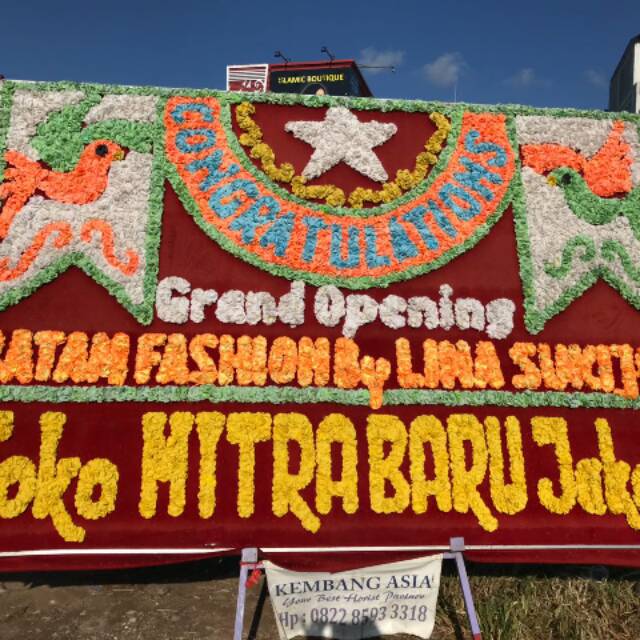 ISLAMIC BOUTIQUE
CONGRATULATIONS
Grand Opening
FASHION by LINA
Toko MITRA BARU
KEMBANG ASIA
Your Best Florist Partner
Hp : 0822 8593 3318